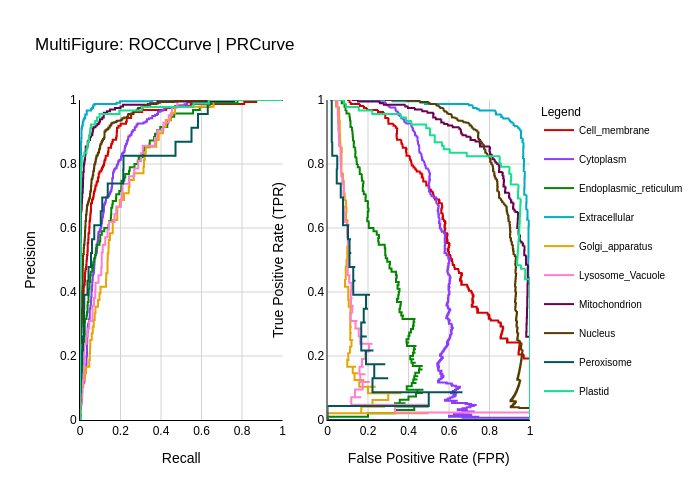 MultiFigure: ROCCurve | PRCurve
1
0.8
0.6
0.4
0.2
0
0
0.2
0.4
0.6
0.8
1
Precision
Recall
1
0.8
0.6
0.4
0.2
0
0
0.2
0.4
0.6
0.8
1
True Positive Rate (TPR)
False Positive Rate (FPR)
Legend
Cell_membrane
Cytoplasm
Endoplasmic_reticulum
Extracellular
Golgi_apparatus
Lysosome_Vacuole
Mitochondrion
Nucleus
Peroxisome
Plastid